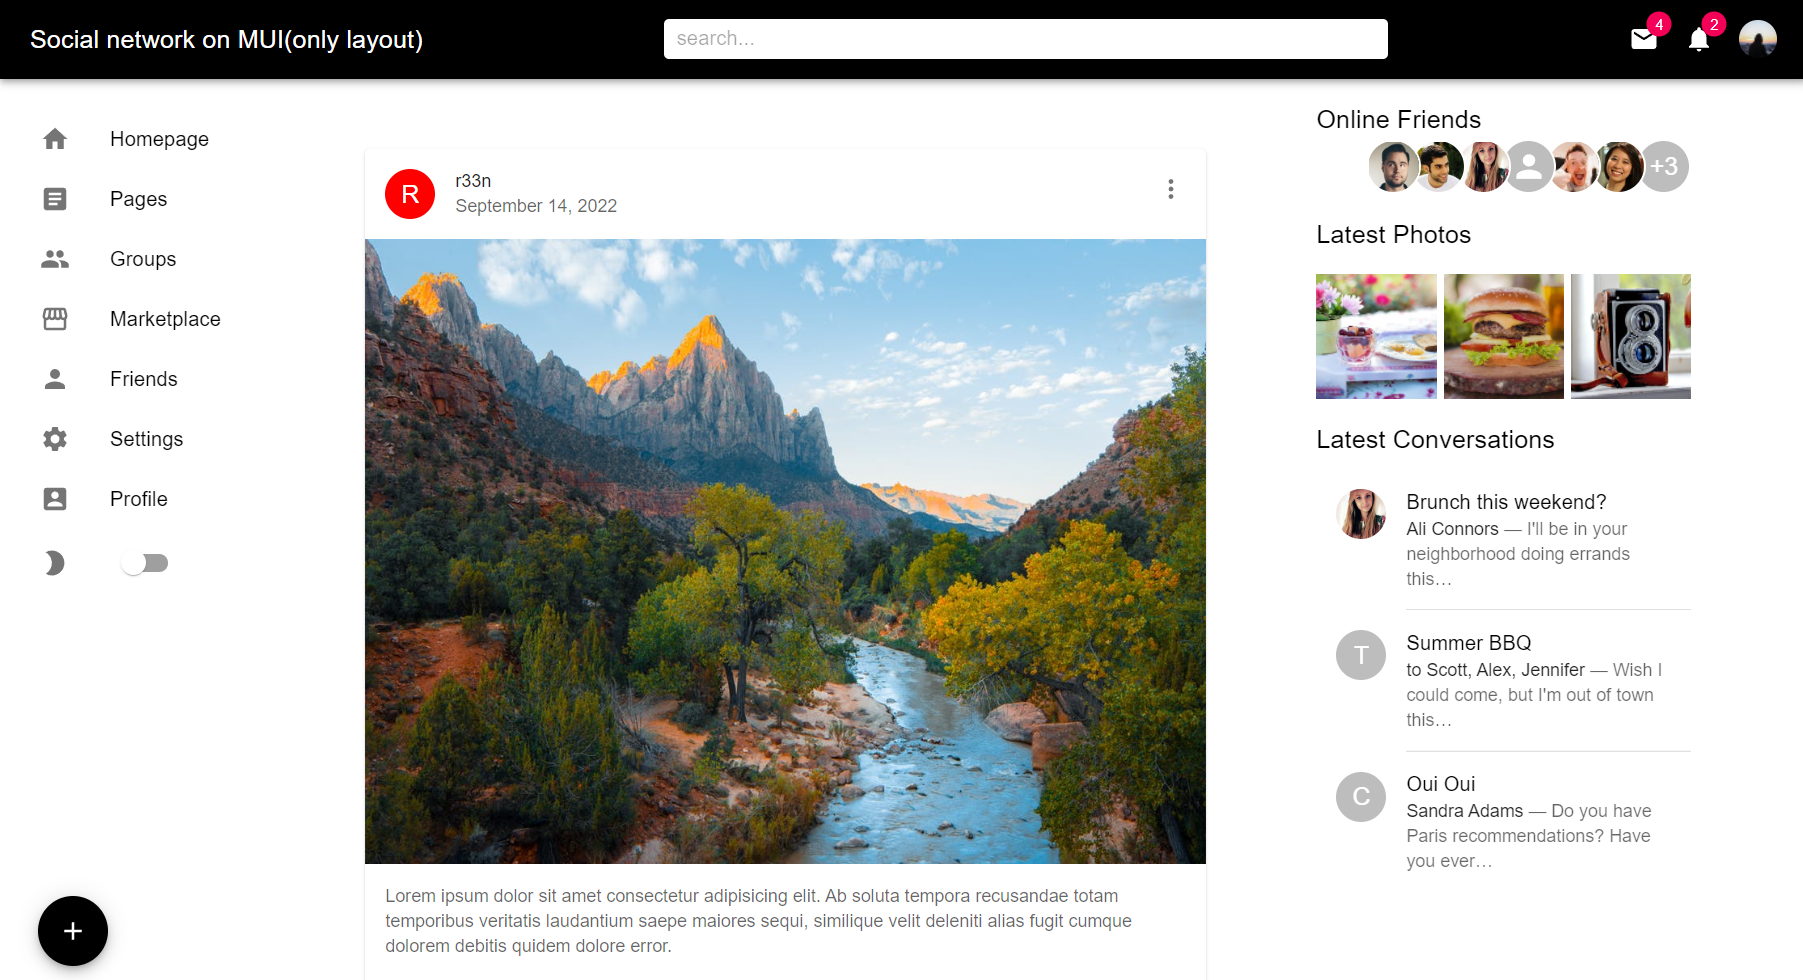 Social network on MUI(only layout)
search...
4
2
Homepage
Pages
Groups
Marketplace
Friends
Settings
Profile
R
r33n
September 14, 2022
Lorem ipsum dolor sit amet consectetur adipisicing elit. Ab soluta tempora recusandae totam
temporibus veritatis laudantium saepe maiores sequi, similique velit deleniti alias fugit cumque
dolorem debitis quidem dolore error.
Online Friends
+3
Latest Photos
Latest Conversations
Brunch this weekend?
Ali Connors — I'll be in your
neighborhood doing errands
this…
T
Summer BBQ
to Scott, Alex, Jennifer — Wish I
could come, but I'm out of town
this…
C
Oui Oui
Sandra Adams — Do you have
Paris recommendations? Have
you ever…